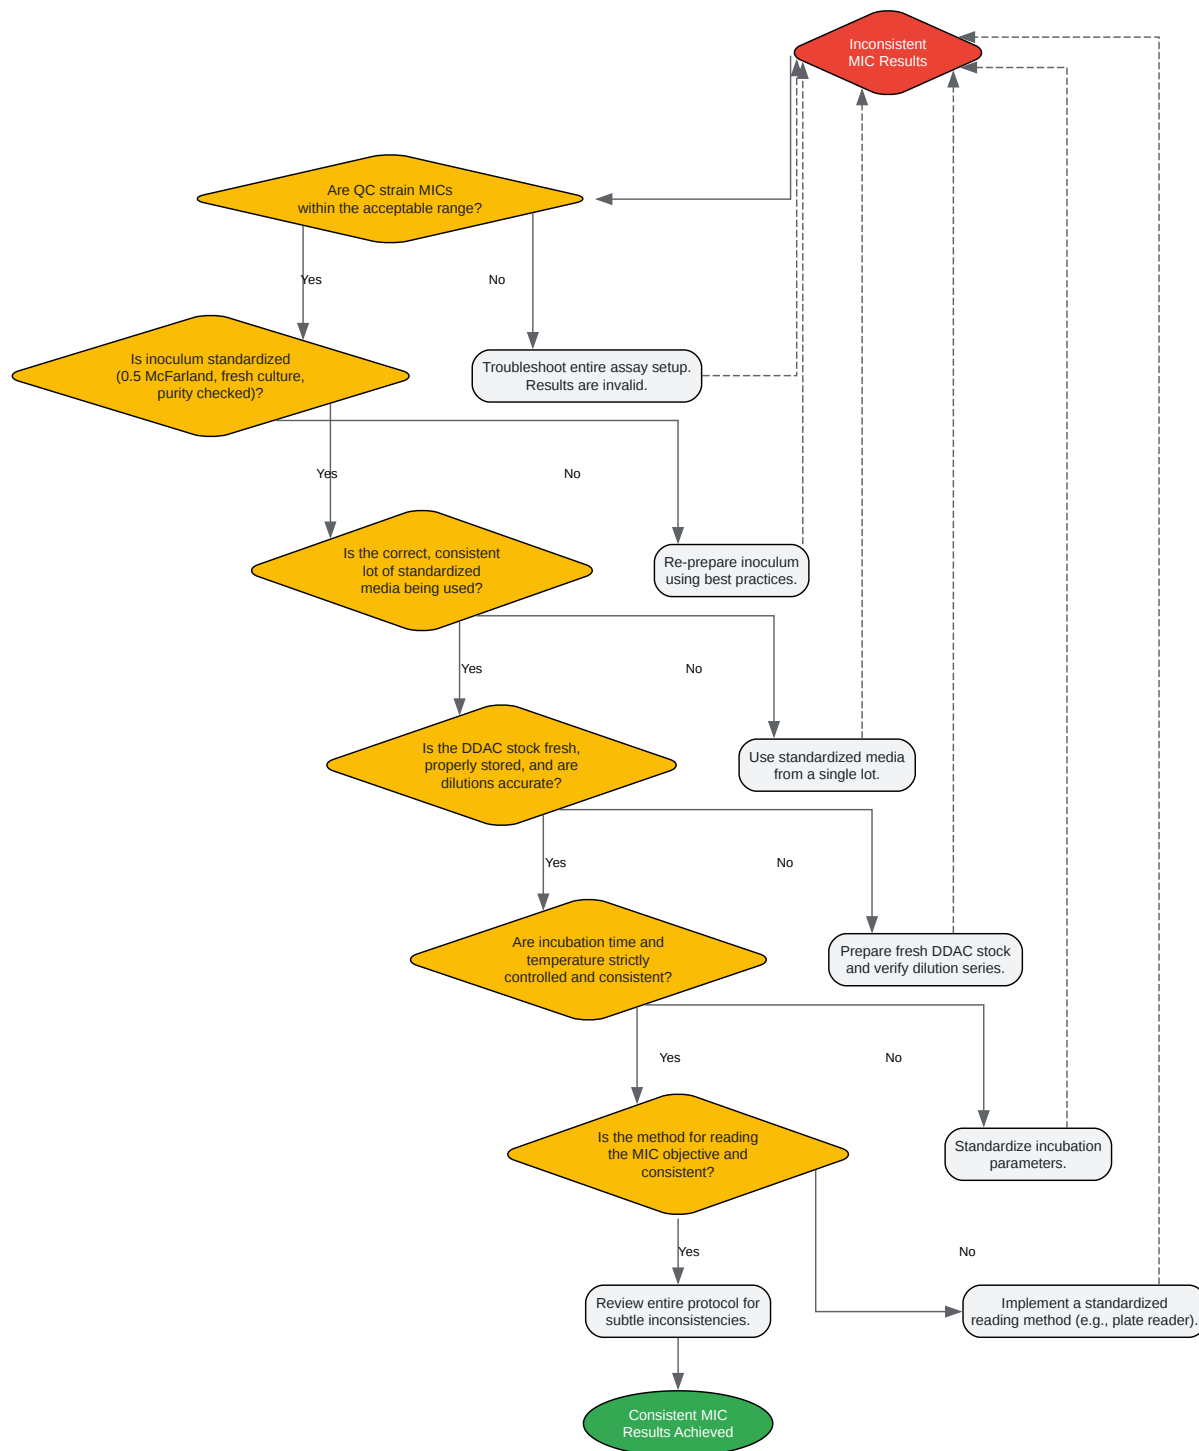 Inconsistent
MIC Results
Are QC strain MICs
within the acceptable range?
Yes
No
Is inoculum standardized
(0.5 McFarland, fresh culture,
purity checked)?
Troubleshoot entire assay setup.
Results are invalid.
Yes
No
Is the correct, consistent
lot of standardized
media being used?
Re-prepare inoculum
using best practices.
Yes
No
Is the DDAC stock fresh,
properly stored, and are
dilutions accurate?
Use standardized media
from a single lot.
Yes
No
Are incubation time and
temperature strictly
controlled and consistent?
Prepare fresh DDAC stock
and verify dilution series.
Yes
No
Is the method for reading
the MIC objective and
consistent?
Standardize incubation
parameters.
Yes
No
Review entire protocol for
subtle inconsistencies.
Implement a standardized
reading method (e.g., plate reader).
Consistent MIC
Results Achieved